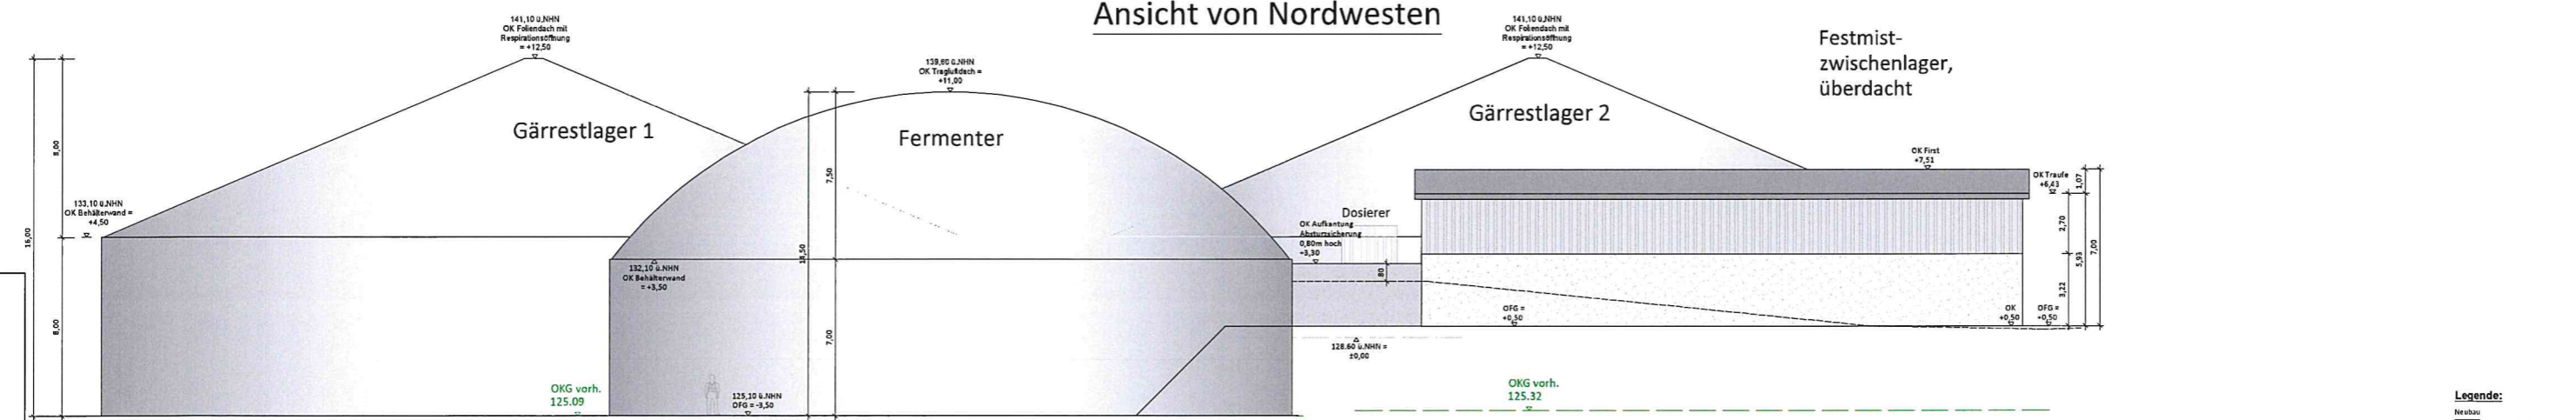 Ansicht von Nordwesten
141,10 ü.NHN
OK Foliendach mit
Respirationsöffnung
= +12,50
141,10 ü.NHN
OK Foliendach mit
Respirationsöffnung
= +12,50
Festmist-
zwischenlager,
überdacht
139,60 ü.NHN
OK Tragluftdach =
+11,00
Gärrestlager 1
Fermenter
Gärrestlager 2
8,00
7,50
OK First
+7,51
OK Traufe
+6,43
1,07
133,10 ü.NHN
OK Behälterwand =
+4,50
16,00
Dosierer
OK Aufkantung
Absturzsicherung
0,80m hoch
+3,30
80
2,70
5,93
7,00
3,22
132,10 ü.NHN
OK Behälterwand
= +3,50
14,50
8,00
7,00
OFG =
+0,50
OK
+0,50
OFG =
+0,50
128.60 ü.NHN =
±0,00
OKG vorh.
125.09
125,10 ü.NHN
OFG = -3,50
OKG vorh.
125.32
Legende:
Neubau